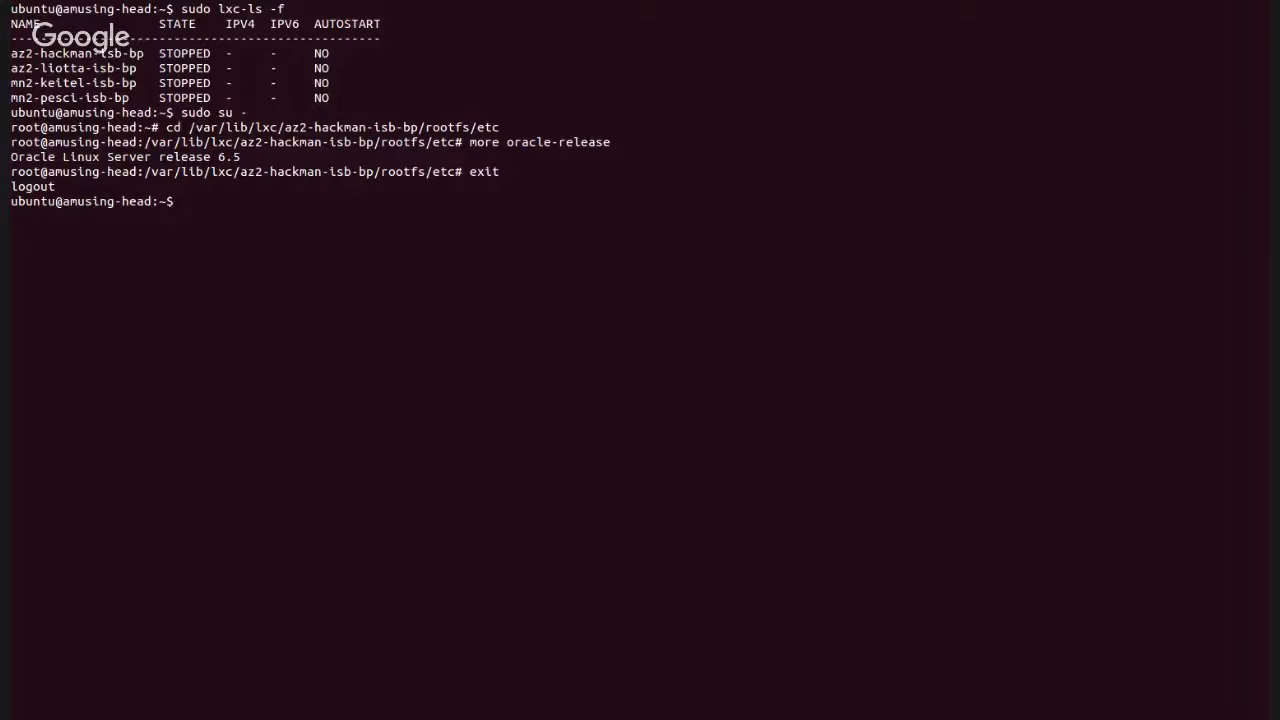 ubuntu@amusing-head:~$ sudo lxc-ls -f
NAME STATE IPV4 IPV6 AUTOSTART
Google
--------------------------------------------------
az2-hackman-isb-bp STOPPED - - NO
az2-liotta-isb-bp STOPPED - - NO
mn2-keitel-isb-bp STOPPED - - NO
mn2-pesci-isb-bp STOPPED - - NO
ubuntu@amusing-head:~$ sudo su -
root@amusing-head:~# cd /var/lib/lxc/az2-hackman-isb-bp/rootfs/etc
root@amusing-head:/var/lib/lxc/az2-hackman-isb-bp/rootfs/etc# more oracle-release
Oracle Linux Server release 6.5
root@amusing-head:/var/lib/lxc/az2-hackman-isb-bp/rootfs/etc# exit
logout
ubuntu@amusing-head:~$